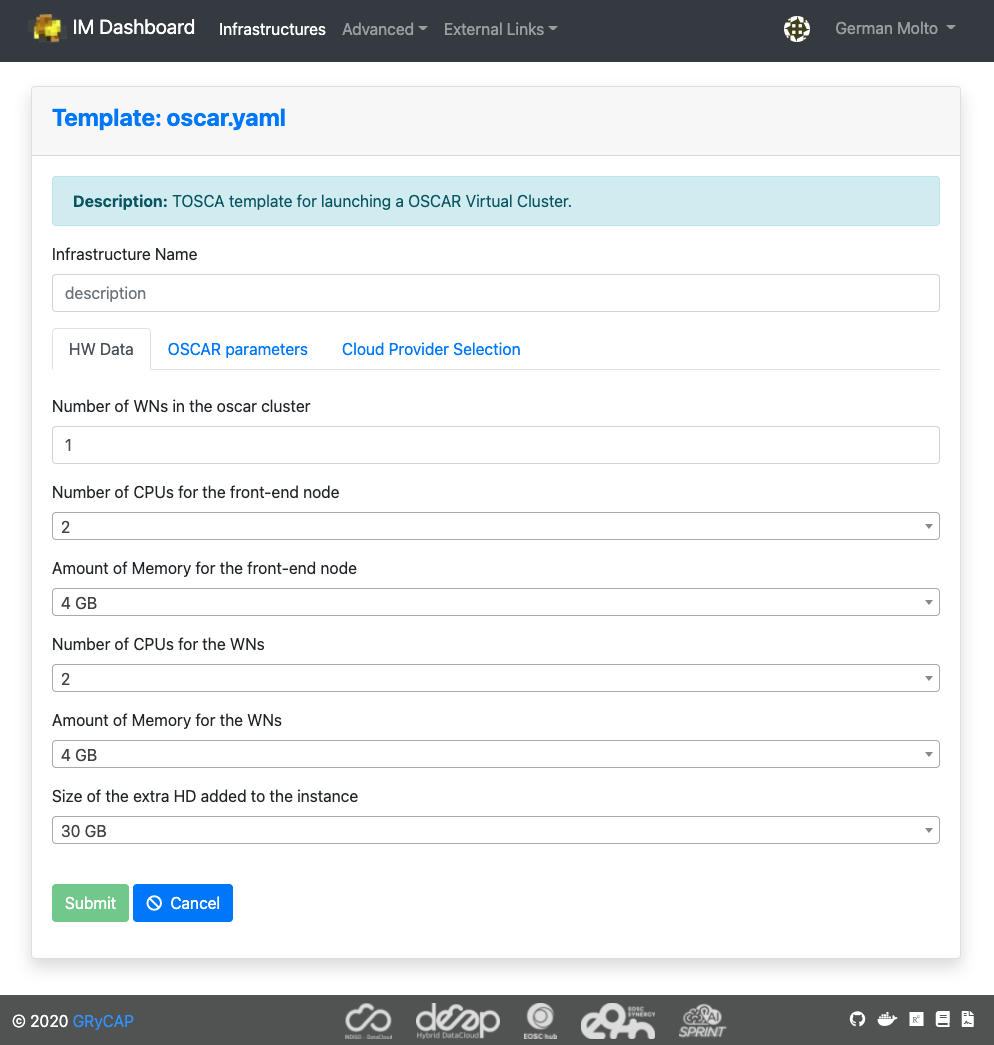 IM Dashboard Infrastructures Advanced External Links German Molto
Template: oscar.yaml
Description: TOSCA template for launching a OSCAR Virtual Cluster.
Infrastructure Name
description
HW Data OSCAR parameters Cloud Provider Selection
Number of WNs in the oscar cluster
1
Number of CPUs for the front-end node
2
Amount of Memory for the front-end node
4 GB
Number of CPUs for the WNs
2
Amount of Memory for the WNs
4 GB
Size of the extra HD added to the instance
30 GB
Submit Cancel
© 2020 GRyCAP
INDIGO - DataCloud
deep
Hybrid DataCloud
EOSC-hub
EOSC
SYNERGY
SPRINT